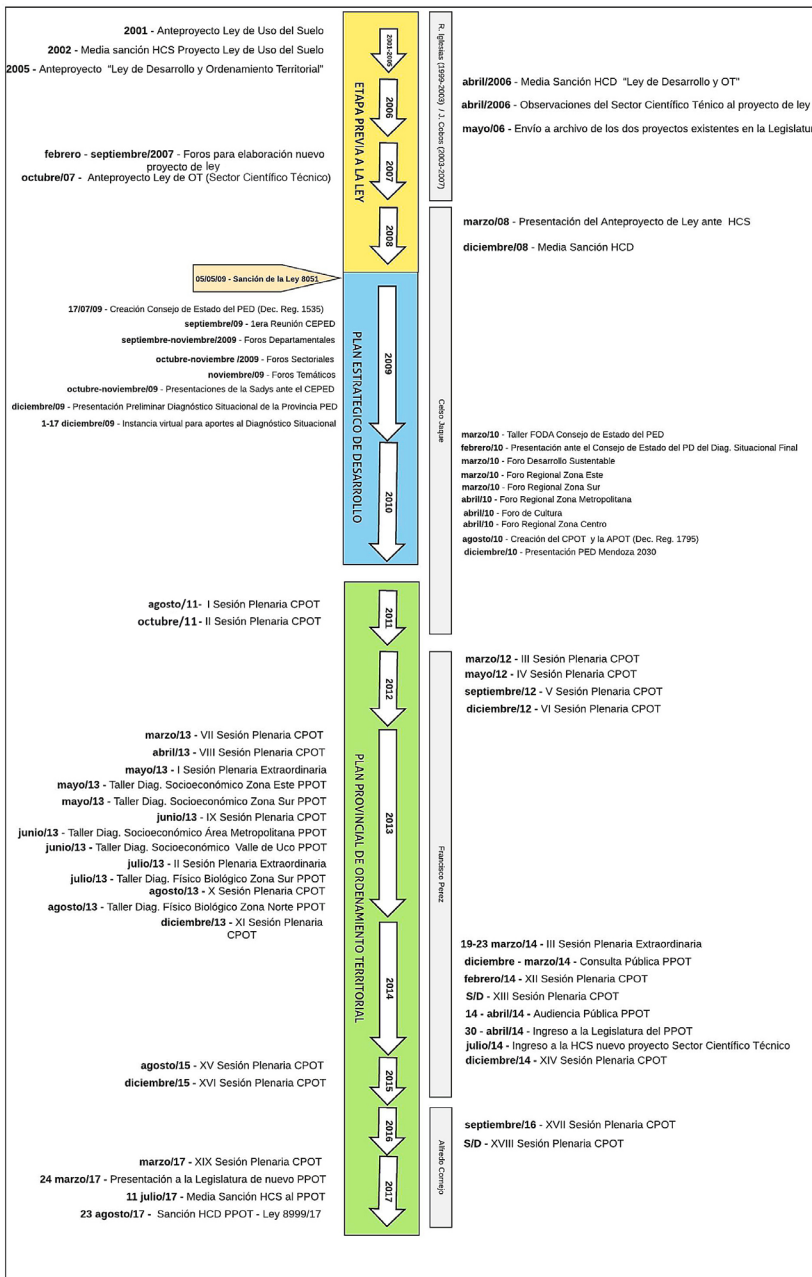 2001 - Anteproyecto Ley de Uso del Suelo
2002 - Media sanción HCS Proyecto Ley de Uso del Suelo
2005 - Anteproyecto "Ley de Desarrollo y Ordenamiento Territorial"
2001-2005
R. Iglesias (1999-2003) / J. Cobos (2003-2007)
abril/2006 - Media Sanción HCD "Ley de Desarrollo y OT"
abril/2006 - Observaciones del Sector Científico Ténico al proyecto de ley
mayo/06 - Envío a archivo de los dos proyectos existentes en la Legislatu
2006
ETAPA PREVIA A LA LEY
febrero - septiembre/2007 - Foros para elaboración nuevo
proyecto de ley
octubre/07 - Anteproyecto Ley de OT (Sector Científico Técnico)
2007
2008
marzo/08 - Presentación del Anteproyecto de Ley ante HCS
diciembre/08 - Media Sanción HCD
05/05/09 - Sanción de la Ley 8051
17/07/09 - Creación Consejo de Estado del PED (Dec. Reg. 1535)
septiembre/09 - 1era Reunión CEPED
septiembre-noviembre/2009 - Foros Departamentales
octubre-noviembre /2009 - Foros Sectoriales
noviembre/09 - Foros Temáticos
octubre-noviembre/09 - Presentaciones de la Sadys ante el CEPED
diciembre/09 - Presentación Preliminar Diagnóstico Situacional de la Provincia PED
1-17 diciembre/09 - Instancia virtual para aportes al Diagnóstico Situacional
PLAN ESTRATEGICO DE DESARROLLO
2009
Celso Jaque
marzo/10 - Taller FODA Consejo de Estado del PED
febrero/10 - Presentación ante el Consejo de Estado del PD del Diag. Situacional Final
marzo/10 - Foro Desarrollo Sustentable
marzo/10 - Foro Regional Zona Este
marzo/10 - Foro Regional Zona Sur
abril/10 - Foro Regional Zona Metropolitana
abril/10 - Foro de Cultura
abril/10 - Foro Regional Zona Centro
agosto/10 - Creación del CPOT y la APOT (Dec. Reg. 1795)
diciembre/10 - Presentación PED Mendoza 2030
2010
agosto/11- I Sesión Plenaria CPOT
octubre/11- II Sesión Plenaria CPOT
2011
marzo/12 - III Sesión Plenaria CPOT
mayo/12 - IV Sesión Plenaria CPOT
septiembre/12 - V Sesión Plenaria CPOT
diciembre/12 - VI Sesión Plenaria CPOT
2012
marzo/13 - VII Sesión Plenaria CPOT
abril/13 - VIII Sesión Plenaria CPOT
mayo/13 - I Sesión Plenaria Extraordinaria
mayo/13 - Taller Diag. Socioeconómico Zona Este PPOT
mayo/13 - Taller Diag. Socioeconómico Zona Sur PPOT
junio/13 - IX Sesión Plenaria CPOT
junio/13 - Taller Diag. Socioeconómico Área Metropolitana PPOT
junio/13 - Taller Diag. Socioeconómico Valle de Uco PPOT
julio/13 - II Sesión Plenaria Extraordinaria
julio/13 - Taller Diag. Físico Biológico Zona Sur PPOT
agosto/13 - X Sesión Plenaria CPOT
agosto/13 - Taller Diag. Físico Biológico Zona Norte PPOT
diciembre/13 - XI Sesión Plenaria
CPOT
PLAN PROVINCIAL DE ORDENAMIENTO TERRITORIAL
2013
Francisco Perez
19-23 marzo/14 - III Sesión Plenaria Extraordinaria
diciembre - marzo/14 - Consulta Pública PPOT
febrero/14 - XII Sesión Plenaria CPOT
S/D - XIII Sesión Plenaria CPOT
14 - abril/14 - Audiencia Pública PPOT
30 - abril/14 - Ingreso a la Legislatura del PPOT
julio/14 - Ingreso a la HCS nuevo proyecto Sector Científico Técnico
diciembre/14 - XIV Sesión Plenaria CPOT
2014
agosto/15 - XV Sesión Plenaria CPOT
diciembre/15 - XVI Sesión Plenaria CPOT
2015
septiembre/16 - XVII Sesión Plenaria CPOT
S/D - XVIII Sesión Plenaria CPOT
2016
Alfredo Cornejo
marzo/17 - XIX Sesión Plenaria CPOT
24 marzo/17 - Presentación a la Legislatura de nuevo PPOT
11 julio/17 - Media Sanción HCS al PPOT
23 agosto/17 - Sanción HCD PPOT - Ley 8999/17
2017